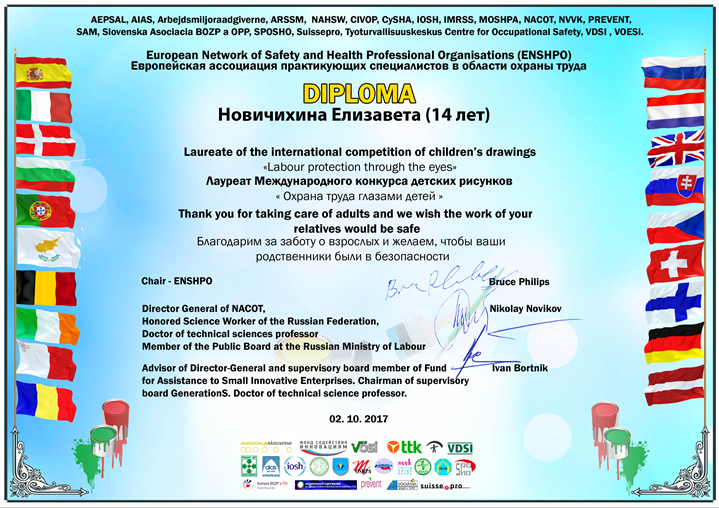 AEPSAL, AIAS, Arbejdsmiljoraadgiverne, ARSSM, NAHSW, CIVOP, CySHA, IOSH, IMRSS, MOSHPA, NACOT, NVVK, PREVENT,
SAM, Slovenska Asociacia BOZP a OPP, SPOSHO, Suissepro, Tyoturvallisuuskeskus Centre for Occupational Safety, VDSI , VOESI.
European Network of Safety and Health Professional Organisations (ENSHPO)
Европейская ассоциация практикующих специалистов в области охраны труда
DIPLOMA
Новичихина Елизавета (14 лет)
Laureate of the international competition of children's drawings
«Labour protection through the eyes»
Лауреат Международного конкурса детских рисунков
« Охрана труда глазами детей »
Thank you for taking care of adults and we wish the work of your
relatives would be safe
Благодарим за заботу о взрослых и желаем, чтобы ваши
родственники были в безопасности
Chair - ENSHPO Bruce Philips
Director General of NACOT, Nikolay Novikov
Honored Science Worker of the Russian Federation,
Doctor of technical sciences professor
Member of the Public Board at the Russian Ministry of Labour
Advisor of Director-General and supervisory board member of Fund Ivan Bortnik
for Assistance to Small Innovative Enterprises. Chairman of supervisory
board GenerationS. Doctor of technical science professor.
02. 10. 2017
ARBEJDSMILJØRÅDGIVERNE ФОНД СОДЕЙСТВИЯ ИННОВАЦИЯМ VÖSI ttk VDSI
aias iosh nvvk
Komora BOZP a PO prevent suisse pro